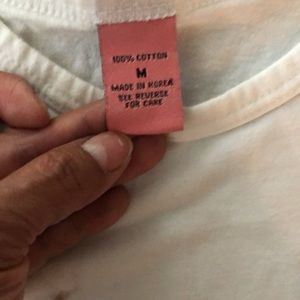 100% COTTON
M
MADE IN KOREA
SEE REVERSE
FOR CARE